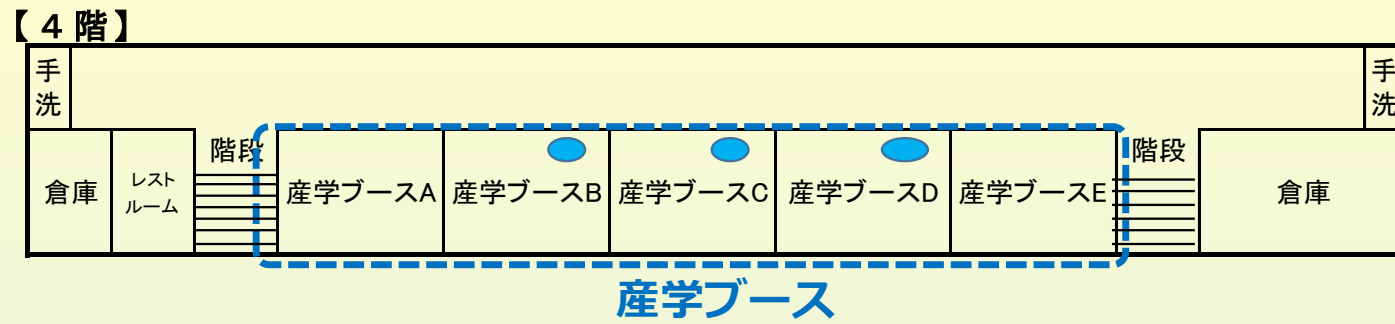 【４階】
手洗
手洗
倉庫
レスト
ルーム
階段
産学ブースA
産学ブースB
産学ブースC
産学ブースD
産学ブースE
階段
倉庫
産学ブース